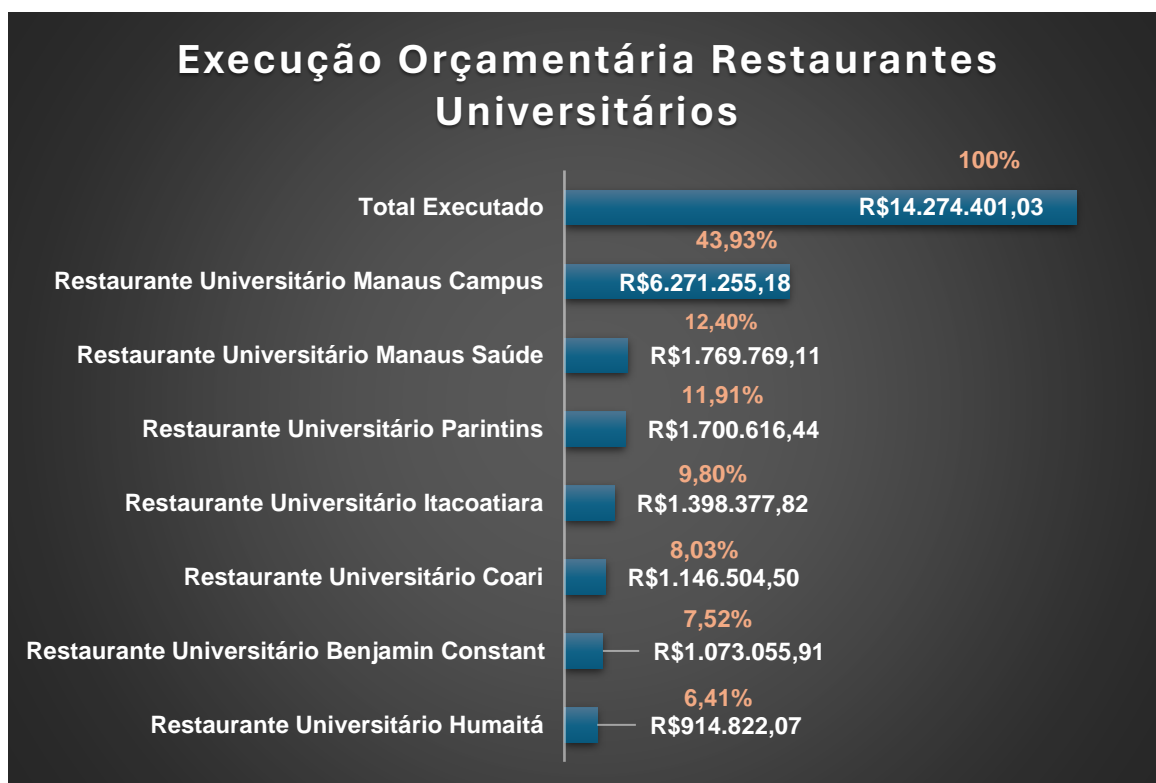 Execução Orçamentária Restaurantes
Universitários
100%
Total Executado
R$14.274.401,03
43,93%
Restaurante Universitário Manaus Campus
R$6.271.255,18
12,40%
Restaurante Universitário Manaus Saúde
R$1.769.769,11
11,91%
Restaurante Universitário Parintins
R$1.700.616,44
9,80%
Restaurante Universitário Itacoatiara
R$1.398.377,82
8,03%
Restaurante Universitário Coari
R$1.146.504,50
7,52%
Restaurante Universitário Benjamin Constant
R$1.073.055,91
6,41%
Restaurante Universitário Humaitá
R$914.822,07